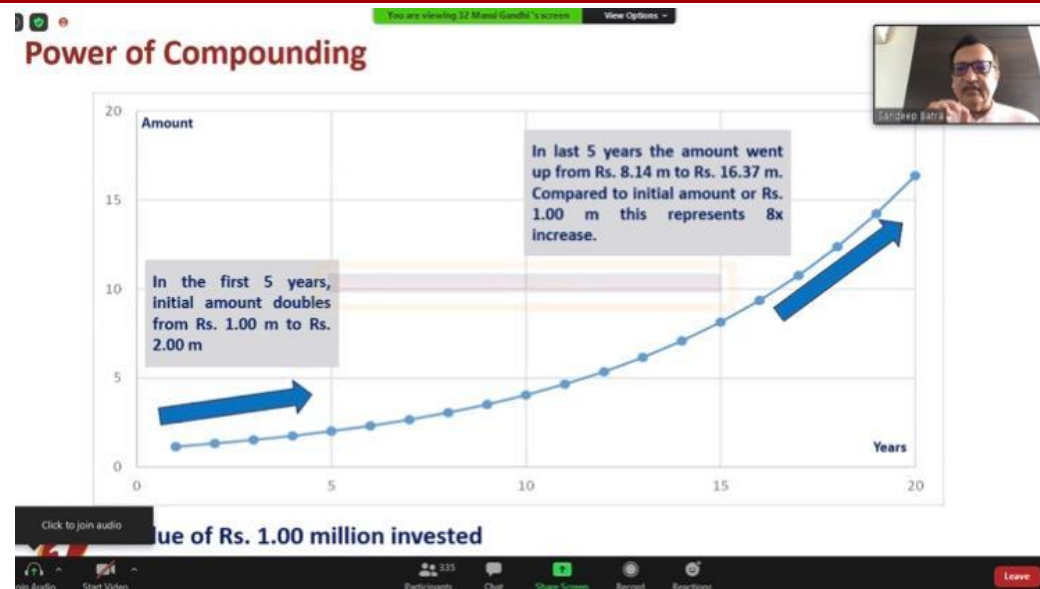 You are viewing 32 Mansi Gandhi's screen View Options
Power of Compounding
Sandeep Batra
20
Amount
In last 5 years the amount went
up from Rs. 8.14 m to Rs. 16.37 m.
Compared to initial amount or Rs.
1.00 m this represents 8x
increase.
15
In the first 5 years,
initial amount doubles
from Rs. 1.00 m to Rs.
2.00 m
10
5
Years
0
0 5 10 15 20
Click to join audio
lue of Rs. 1.00 million invested
335
oin Audio Start Video Participants Chat Share Screen Record Reactions
Leave